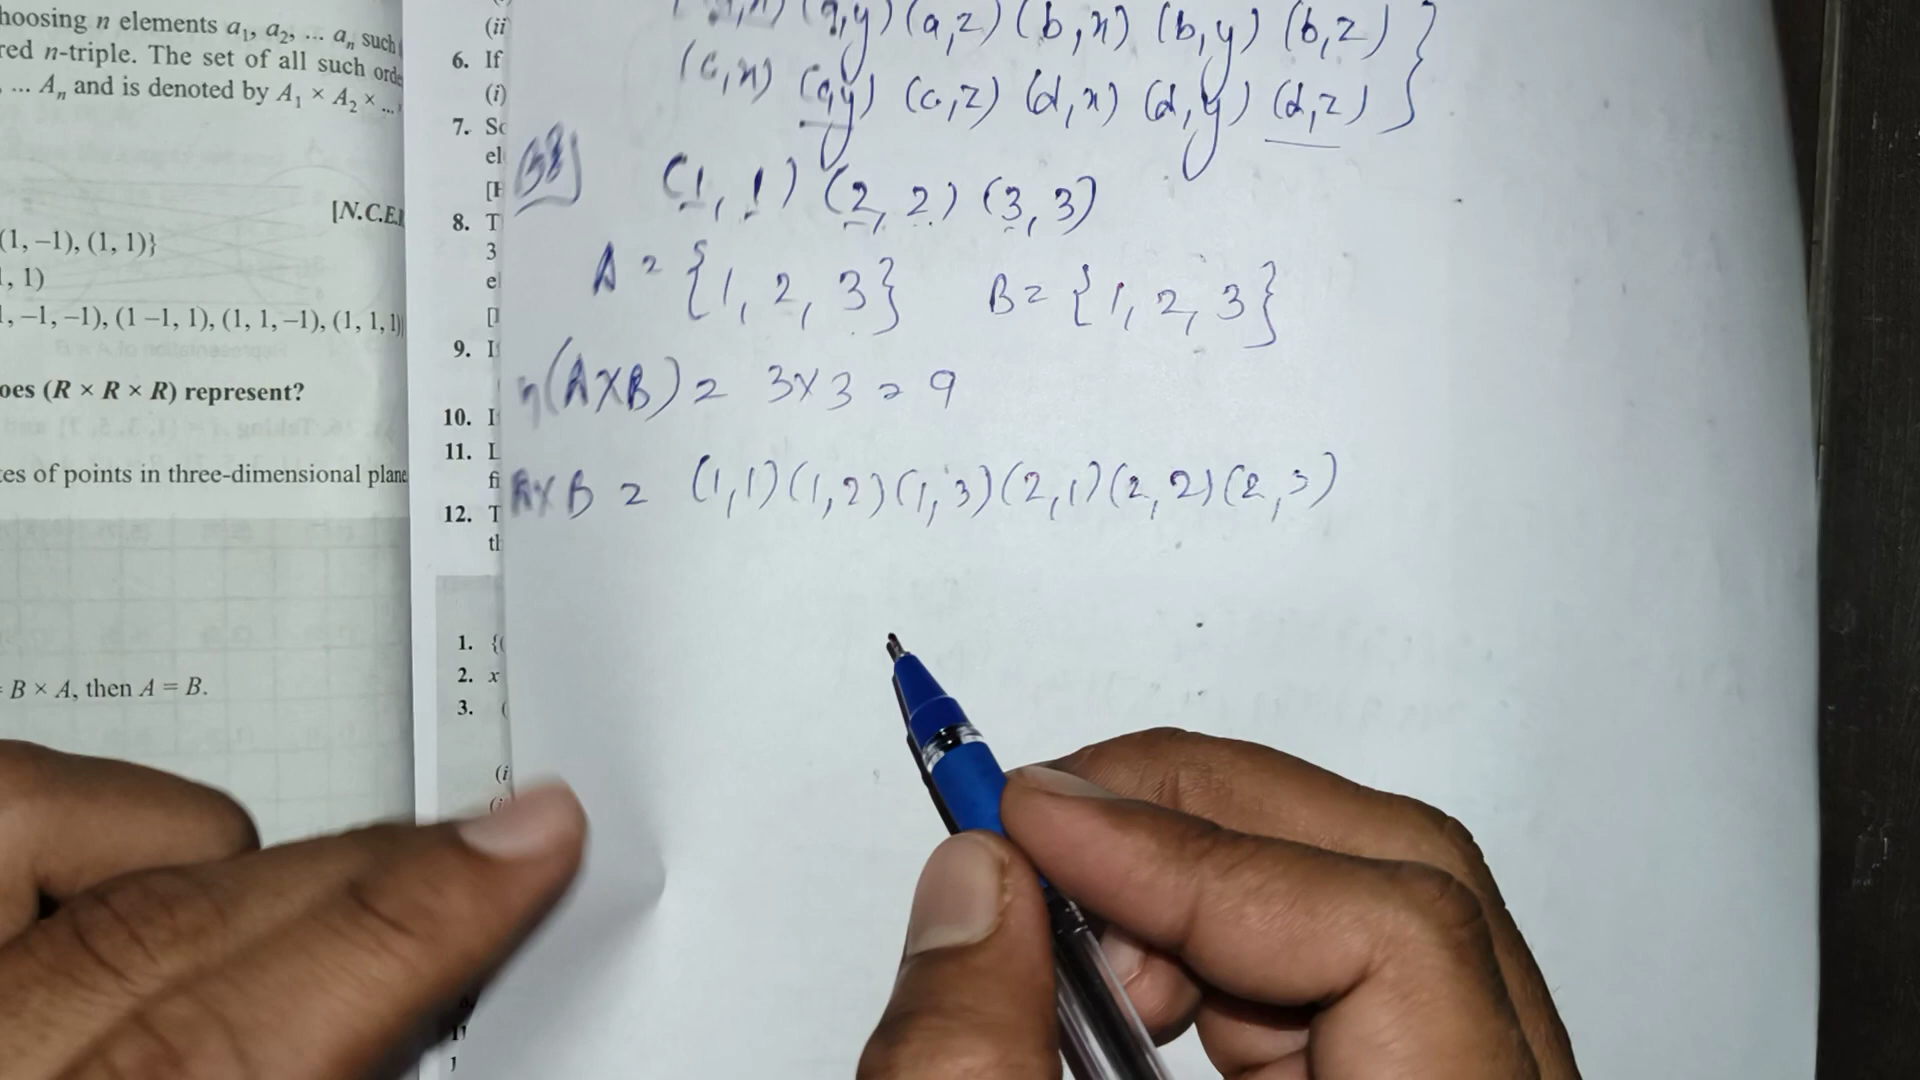 hoosing n elements a₁, a₂, ... aₙ such
red n-triple. The set of all such orde
... Aₙ and is denoted by A₁ × A₂ × ...
[N.C.E.
(1, –1), (1, 1)}
, 1)
, –1, –1), (1 –1, 1), (1, 1, –1), (1, 1, 1)
oes (R × R × R) represent?
es of points in three-dimensional plane
= B × A, then A = B.
(ii
6. If
(i)
7. So
el
8. T
3
e
9. I
10. I
11. L
fi
12. T
th
1. {(
2. x
3. (
(i
(a,y) (a,z) (b,x) (b,y) (b,z) }
(c,x) (c,y) (c,z) (d,x) (d,y) (d,z)
(1, 1) (2, 2) (3, 3)
A = {1, 2, 3} B = {1, 2, 3}
n(A×B) = 3×3 = 9
A×B = (1,1) (1,2) (1,3) (2,1) (2,2) (2,3)